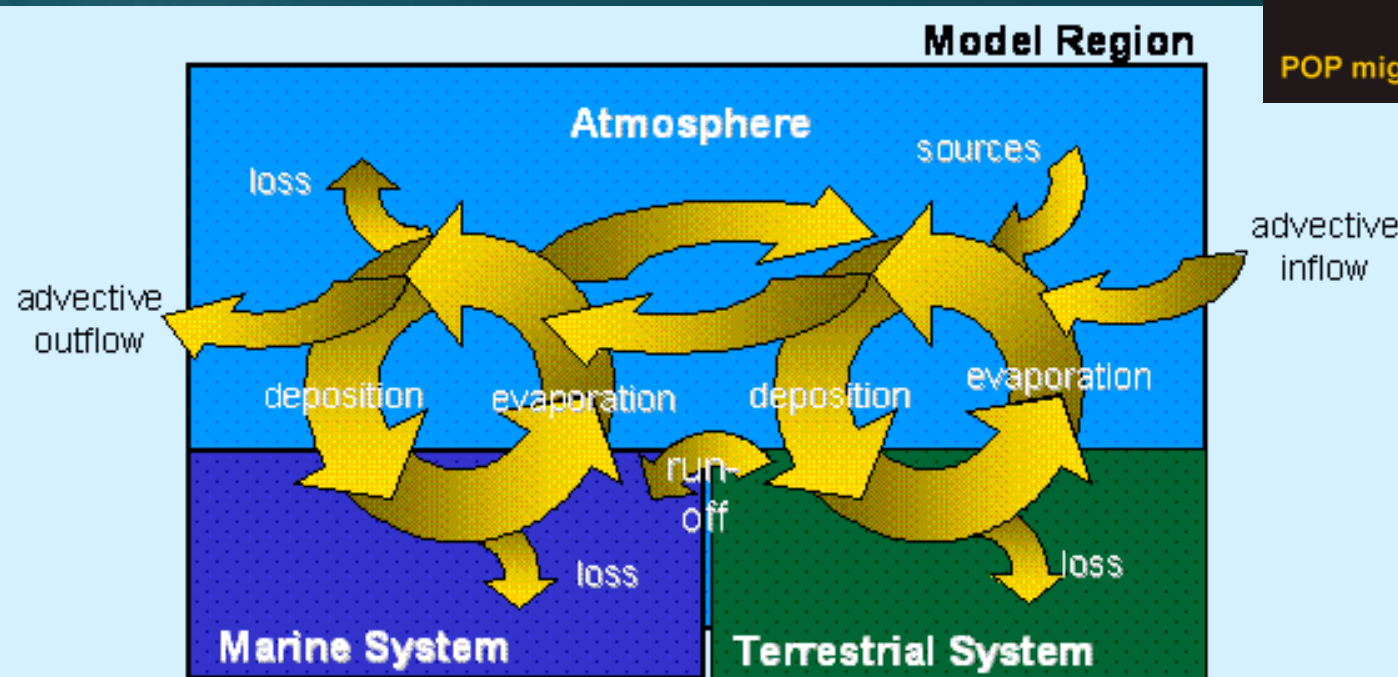 Model Region
POP mig
Atmosphere
sources
loss
advective
inflow
advective
outflow
deposition
evaporation
deposition
evaporation
run-
off
loss
loss
Marine System
Terrestrial System